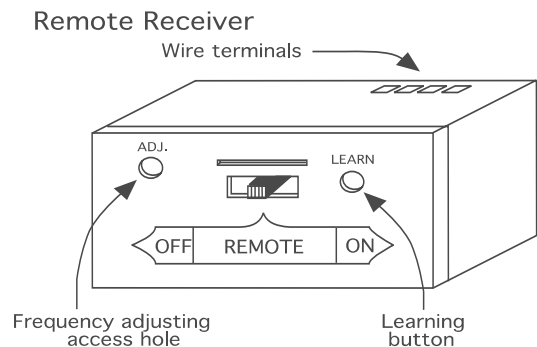 Remote Receiver
Wire terminals
ADJ.
LEARN
OFF
REMOTE
ON
Frequency adjusting
access hole
Learning
button